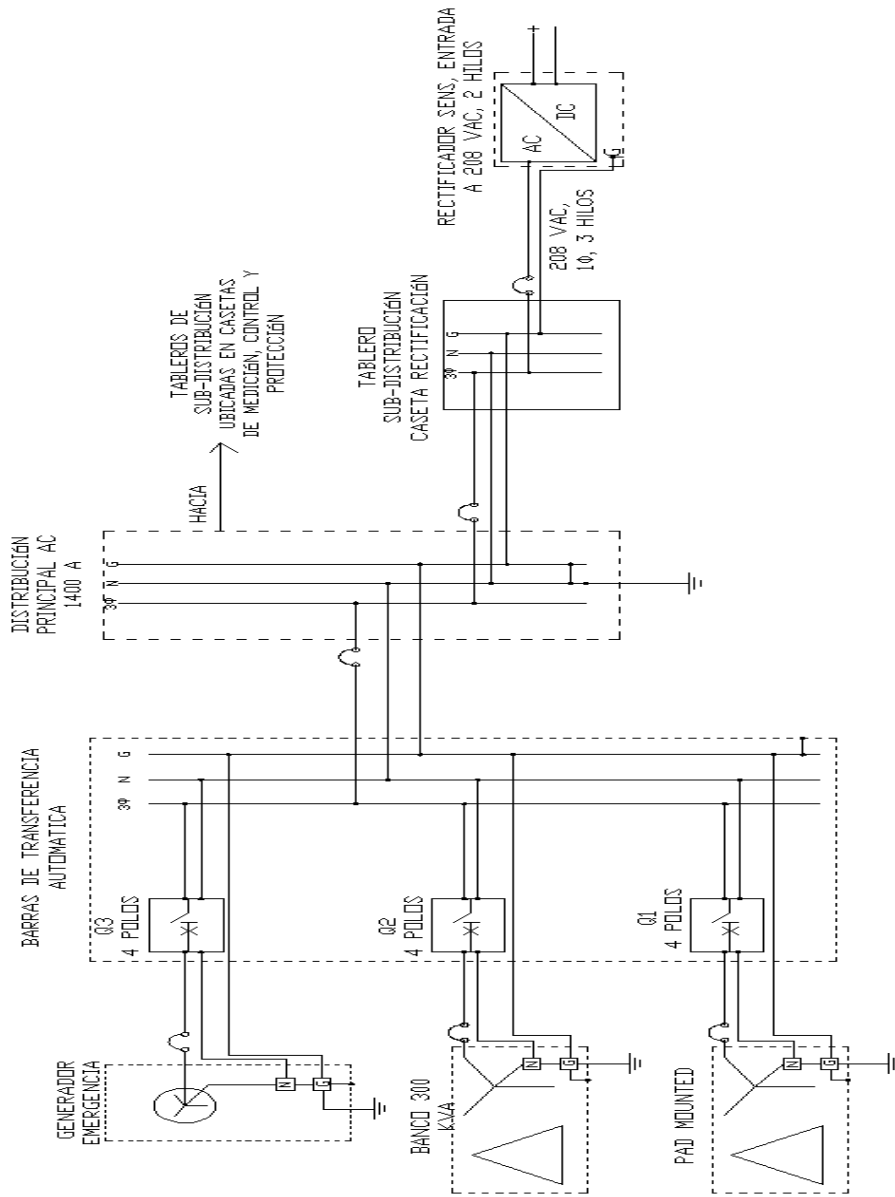 GENERADOR
EMERGENCIA
N
G
BANCO 300
KVA
N
G
PAD MOUNTED
N
G
BARRAS DE TRANSFERENCIA
AUTOMATICA
Q3
4 POLOS
Q2
4 POLOS
Q1
4 POLOS
3Φ N G
DISTRIBUCIÓN
PRINCIPAL AC
1400 A
3Φ N G
HACIA
TABLEROS DE
SUB-DISTRIBUCIÓN
UBICADAS EN CASETAS
DE MEDICIÓN, CONTROL Y
PROTECCIÓN
TABLERO
SUB-DISTRIBUCIÓN
CASETA RECTIFICACIÓN
3Φ N G
208 VAC,
1Φ, 3 HILOS
RECTIFICADOR SENS, ENTRADA
A 208 VAC, 2 HILOS
AC
DC
G
+